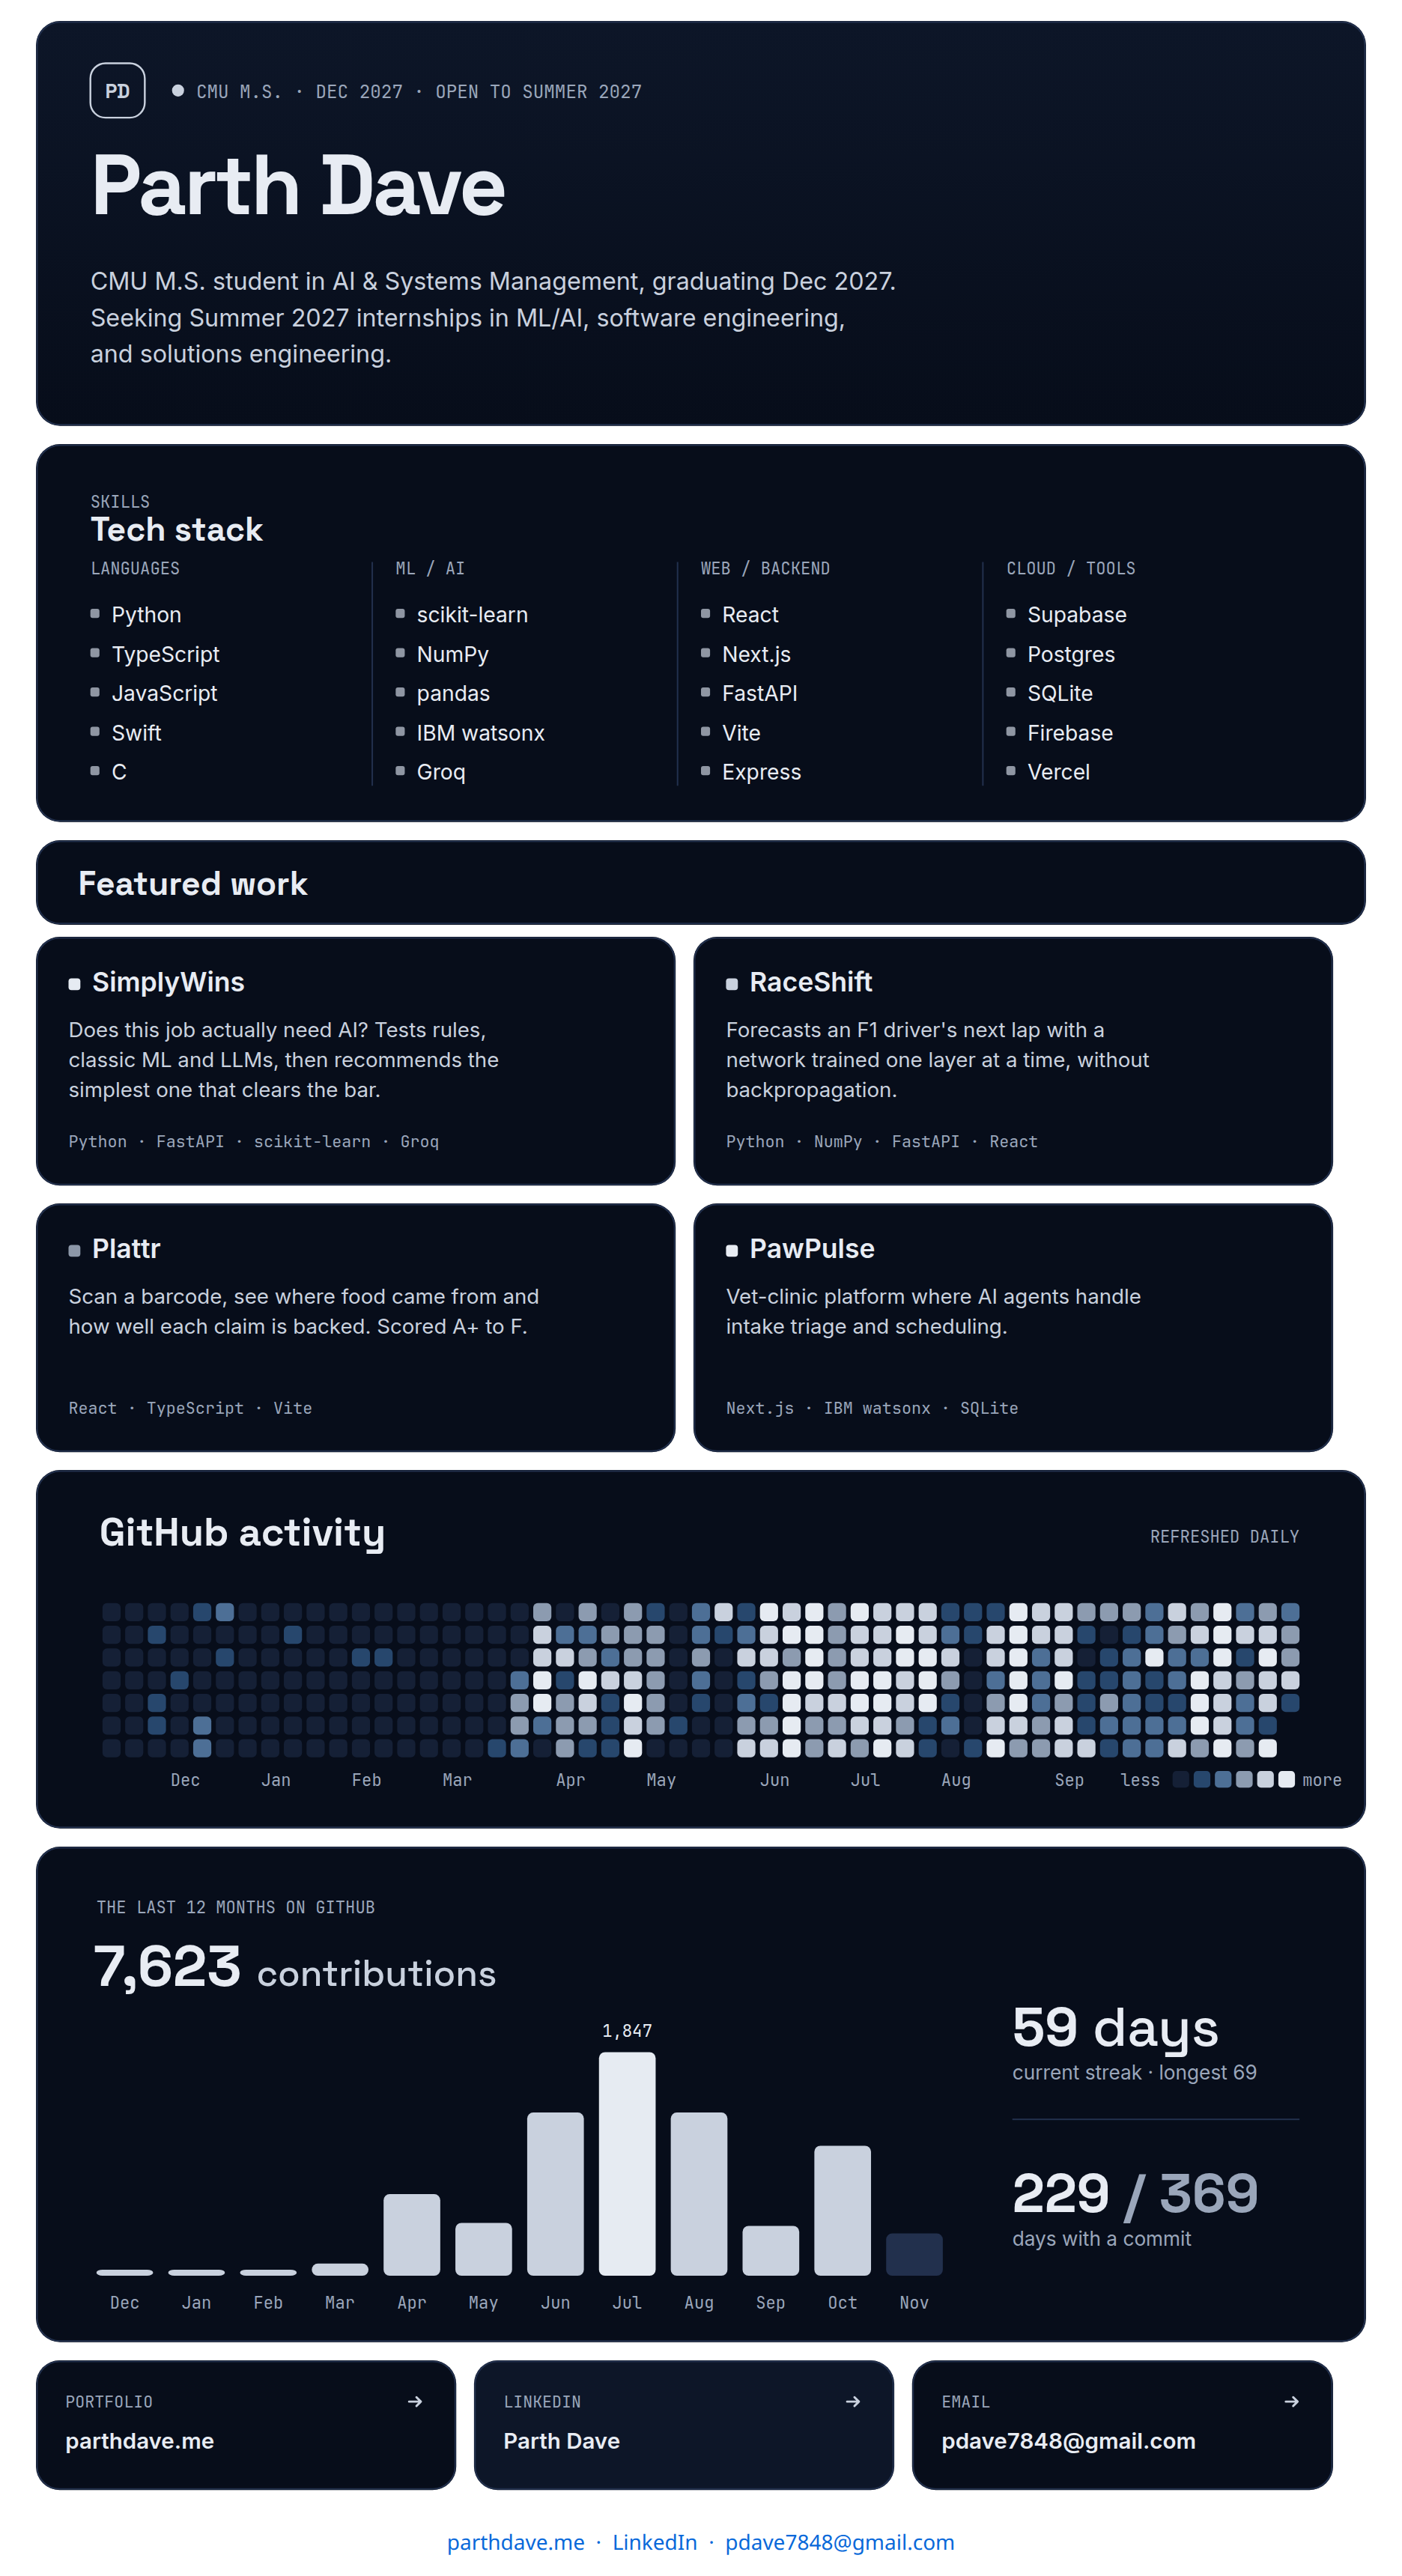 PD
CMU M.S. · DEC 2027 · OPEN TO SUMMER 2027
Parth Dave
CMU M.S. student in AI & Systems Management, graduating Dec 2027.
Seeking Summer 2027 internships in ML/AI, software engineering,
and solutions engineering.
SKILLS
Tech stack
LANGUAGES
Python
TypeScript
JavaScript
Swift
C
ML / AI
scikit-learn
NumPy
pandas
IBM watsonx
Groq
WEB / BACKEND
React
Next.js
FastAPI
Vite
Express
CLOUD / TOOLS
Supabase
Postgres
SQLite
Firebase
Vercel
Featured work
SimplyWins
Does this job actually need AI? Tests rules,
classic ML and LLMs, then recommends the
simplest one that clears the bar.
Python · FastAPI · scikit-learn · Groq
RaceShift
Forecasts an F1 driver's next lap with a
network trained one layer at a time, without
backpropagation.
Python · NumPy · FastAPI · React
Plattr
Scan a barcode, see where food came from and
how well each claim is backed. Scored A+ to F.
React · TypeScript · Vite
PawPulse
Vet-clinic platform where AI agents handle
intake triage and scheduling.
Next.js · IBM watsonx · SQLite
GitHub activity
REFRESHED DAILY
Dec Jan Feb Mar Apr May Jun Jul Aug Sep less more
THE LAST 12 MONTHS ON GITHUB
7,623 contributions
1,847
Dec Jan Feb Mar Apr May Jun Jul Aug Sep Oct Nov
59 days
current streak · longest 69
229 / 369
days with a commit
PORTFOLIO →
parthdave.me
LINKEDIN →
Parth Dave
EMAIL →
pdave7848@gmail.com
parthdave.me · LinkedIn · pdave7848@gmail.com